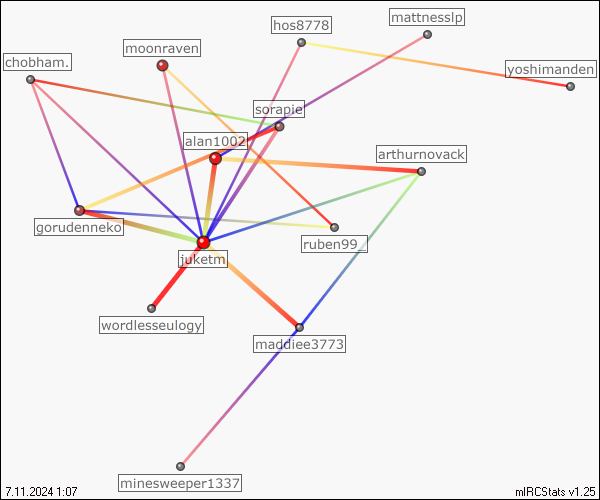 mattnesslp
hos8778
moonraven
chobham.
yoshimanden
sorapie
alan1002
arthurnovack
gorudenneko
ruben99_
juketm
wordlesseulogy
maddiee3773
minesweeper1337
7.11.2024 1:07
mIRCStats v1.25